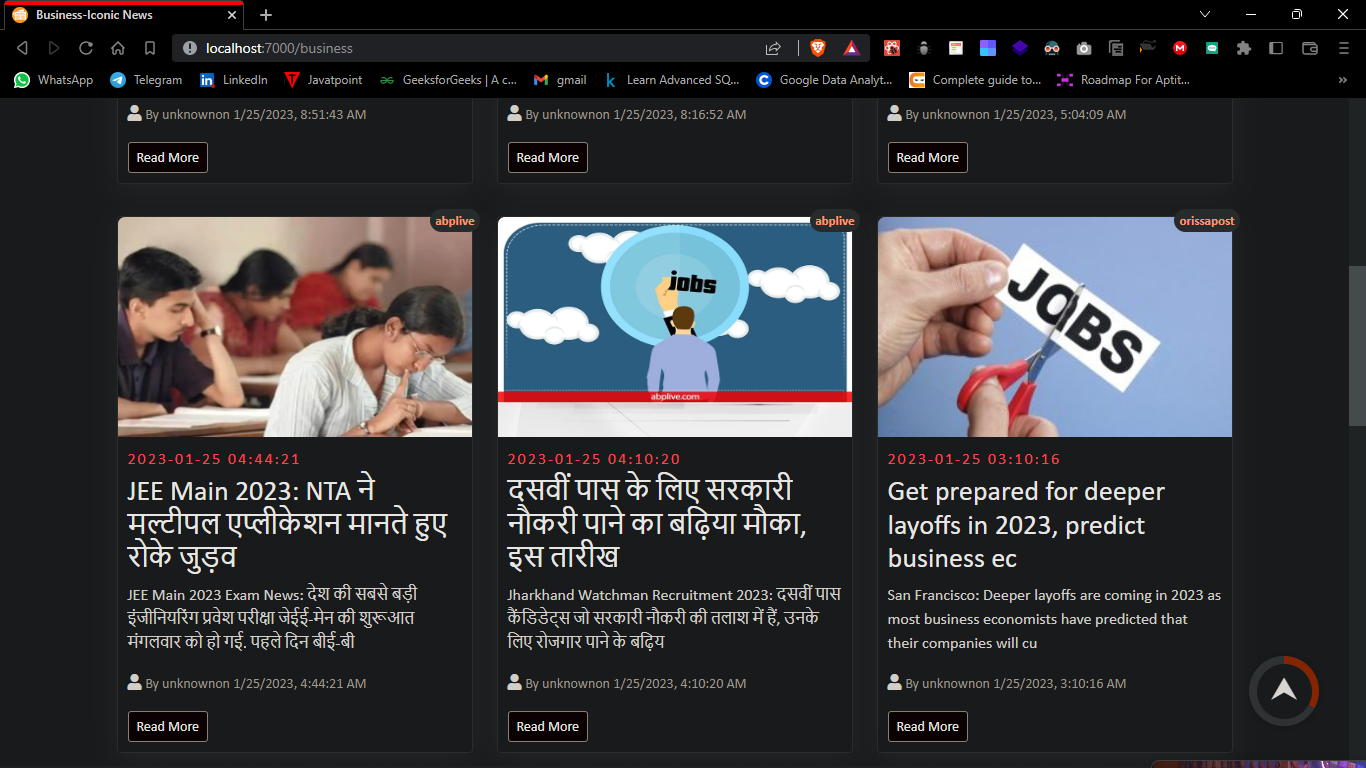 Business-Iconic News
localhost:7000/business
WhatsApp
Telegram
LinkedIn
Javatpoint
GeeksforGeeks | A c...
gmail
Learn Advanced SQ...
Google Data Analyt...
Complete guide to...
Roadmap For Aptit...
By unknownon 1/25/2023, 8:51:43 AM
By unknownon 1/25/2023, 8:16:52 AM
By unknownon 1/25/2023, 5:04:09 AM
Read More
Read More
Read More
abplive
2023-01-25 04:44:21
JEE Main 2023: NTA ने
मल्टीपल एप्लीकेशन मानते हुए
रोके जुड़व
JEE Main 2023 Exam News: देश की सबसे बड़ी
इंजीनियरिंग प्रवेश परीक्षा जेईई-मेन की शुरूआत
मंगलवार को हो गई. पहले दिन बीई-बी
By unknownon 1/25/2023, 4:44:21 AM
Read More
abplive
jobs
abplive.com
2023-01-25 04:10:20
दसवीं पास के लिए सरकारी
नौकरी पाने का बढ़िया मौका,
इस तारीख
Jharkhand Watchman Recruitment 2023: दसवीं पास
कैंडिडेट्स जो सरकारी नौकरी की तलाश में हैं, उनके
लिए रोजगार पाने के बढ़िय
By unknownon 1/25/2023, 4:10:20 AM
Read More
orissapost
JOBS
2023-01-25 03:10:16
Get prepared for deeper
layoffs in 2023, predict
business ec
San Francisco: Deeper layoffs are coming in 2023 as
most business economists have predicted that
their companies will cu
By unknownon 1/25/2023, 3:10:16 AM
Read More